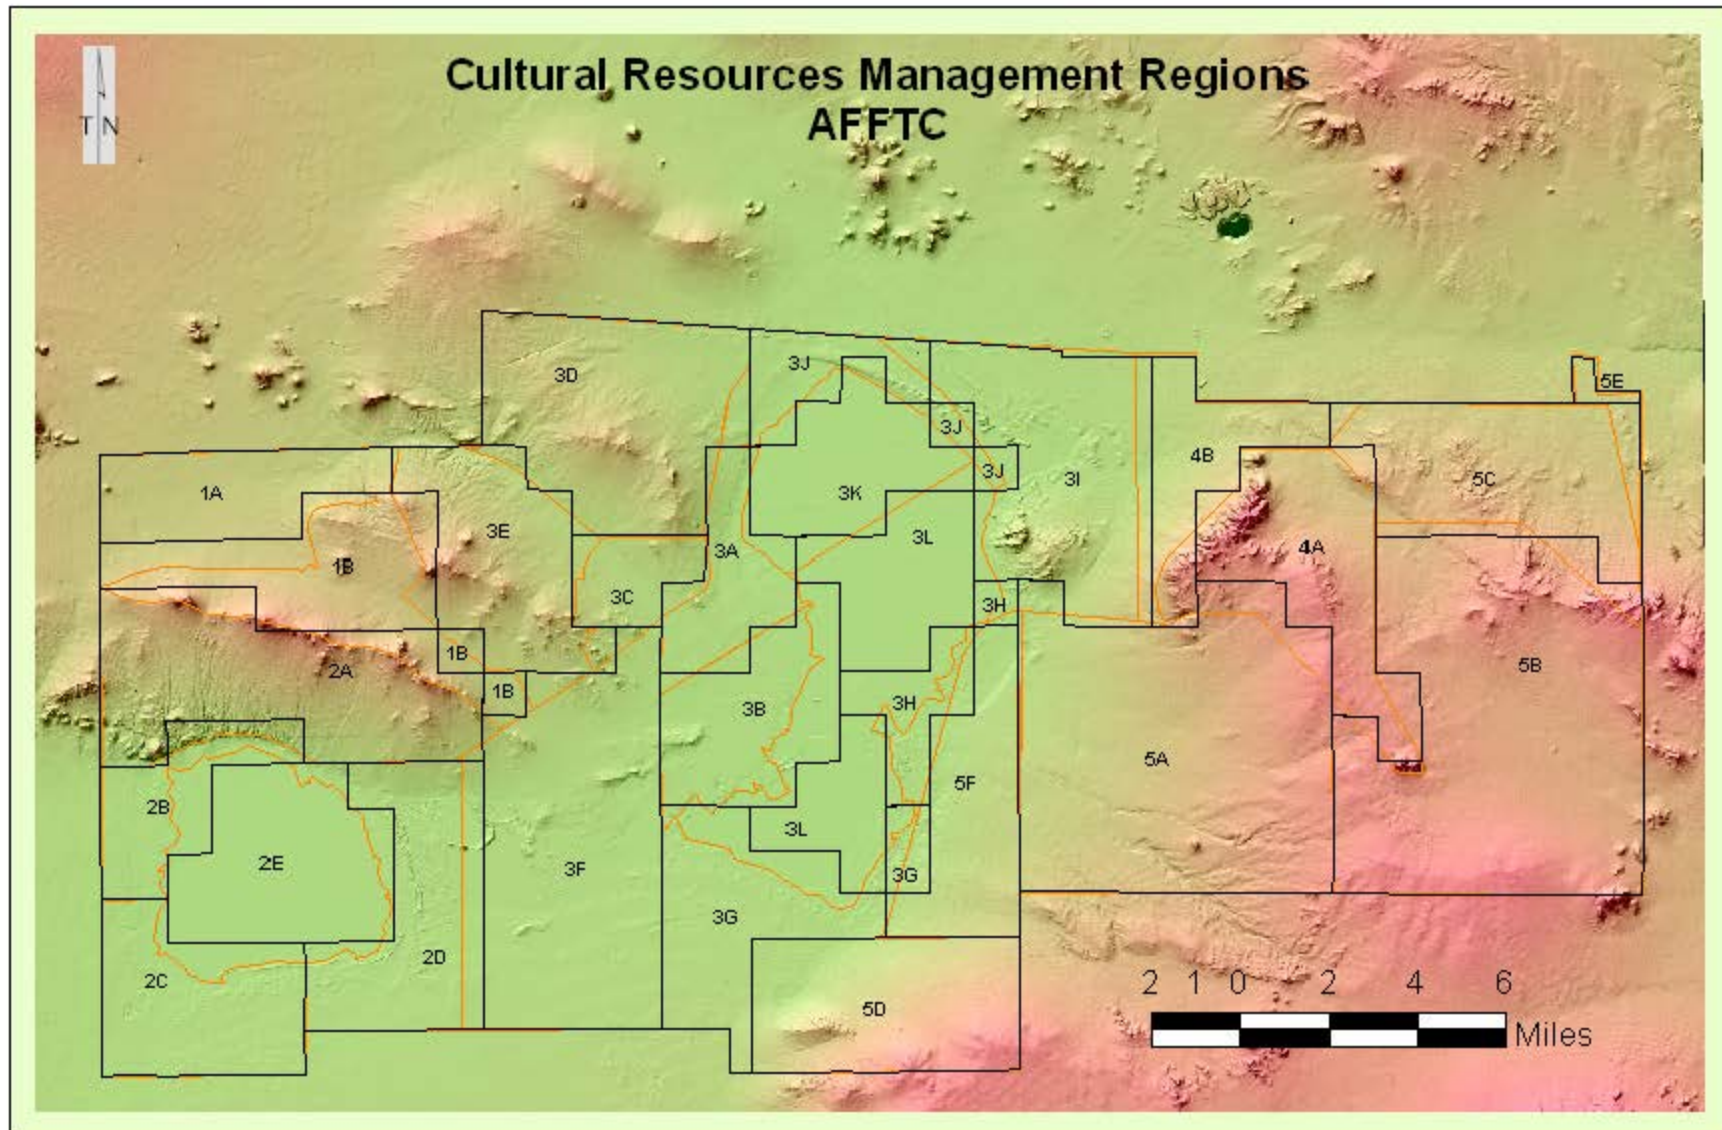 Cultural Resources Management Regions
AFFTC
T N
3D
3J
5E
3J
1A
3J
3I
4B
5C
3K
3E
3L
3A
4A
1B
3C
3H
1B
2A
5B
1B
3B
3H
5A
5F
2B
3L
2E
3F
3G
3G
2D
2C
5D
2 1 0 2 4 6
Miles